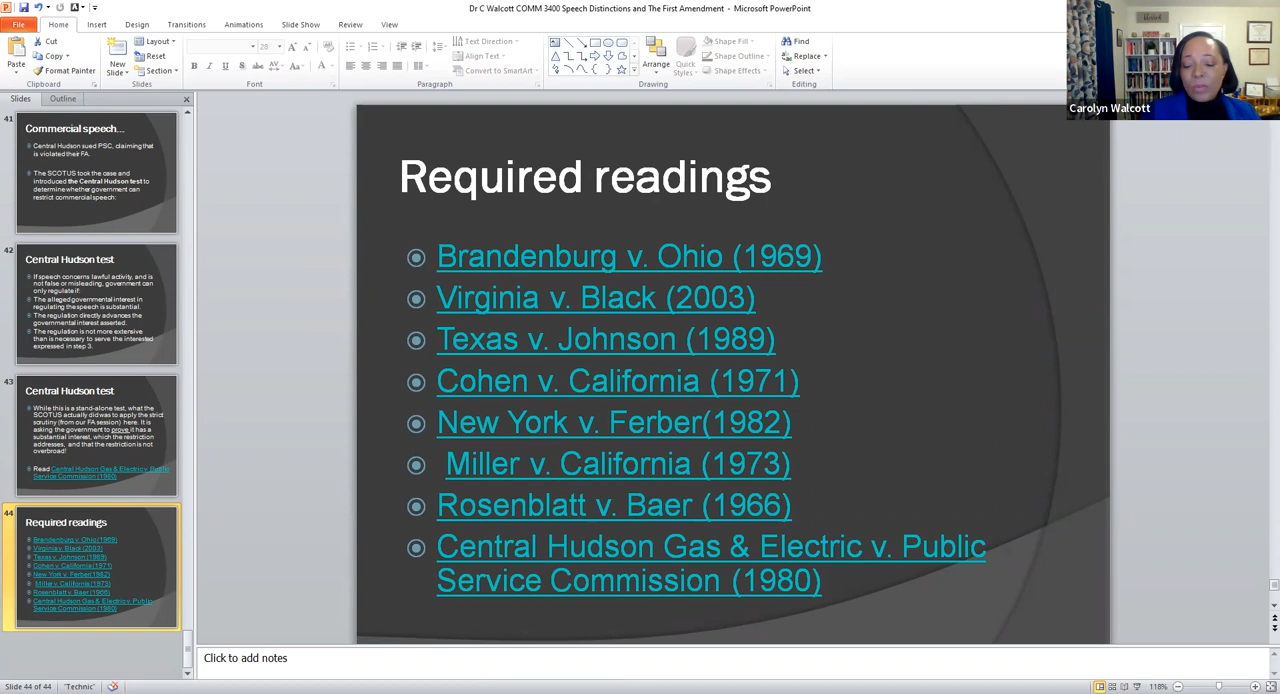 Dr C Walcott COMM 3400 Speech Distinctions and The First Amendment - Microsoft PowerPoint
File Home Insert Design Transitions Animations Slide Show Review View
Cut Layout Text Direction Shape Fill Find
Copy Reset 28 Align Text Shape Outline Replace
Paste Format Painter New Slide Section Convert to SmartArt Arrange Quick Styles Shape Effects Select
Clipboard Slides Font Paragraph Drawing Editing
Carolyn Walcott
Slides Outline
41
Commercial speech...
Central Hudson sued PSC, claiming that
is violated their FA.
The SCOTUS took the case and
introduced the Central Hudson test to
determine whether government can
restrict commercial speech:
42
Central Hudson test
If speech concerns lawful activity, and is
not false or misleading, government can
only regulate if:
The alleged governmental interest in
regulating the speech is substantial.
The regulation directly advances the
governmental interest asserted.
The regulation is not more extensive
than is necessary to serve the interested
expressed in step 3.
43
Central Hudson test
While this is a stand-alone test, what the
SCOTUS actually did was to apply the strict
scrutiny (from our FA session) here. It is
asking the government to prove it has a
substantial interest, which the restriction
addresses, and that the restriction is not
overbroad!
Read Central Hudson Gas & Electric v. Public
Service Commission (1980)
44
Required readings
Brandenburg v. Ohio (1969)
Virginia v. Black (2003)
Texas v. Johnson (1989)
Cohen v. California (1971)
New York v. Ferber(1982)
Miller v. California (1973)
Rosenblatt v. Baer (1966)
Central Hudson Gas & Electric v. Public
Service Commission (1980)
Required readings
Brandenburg v. Ohio (1969)
Virginia v. Black (2003)
Texas v. Johnson (1989)
Cohen v. California (1971)
New York v. Ferber(1982)
Miller v. California (1973)
Rosenblatt v. Baer (1966)
Central Hudson Gas & Electric v. Public
Service Commission (1980)
Click to add notes
Slide 44 of 44 "Technic" 118%